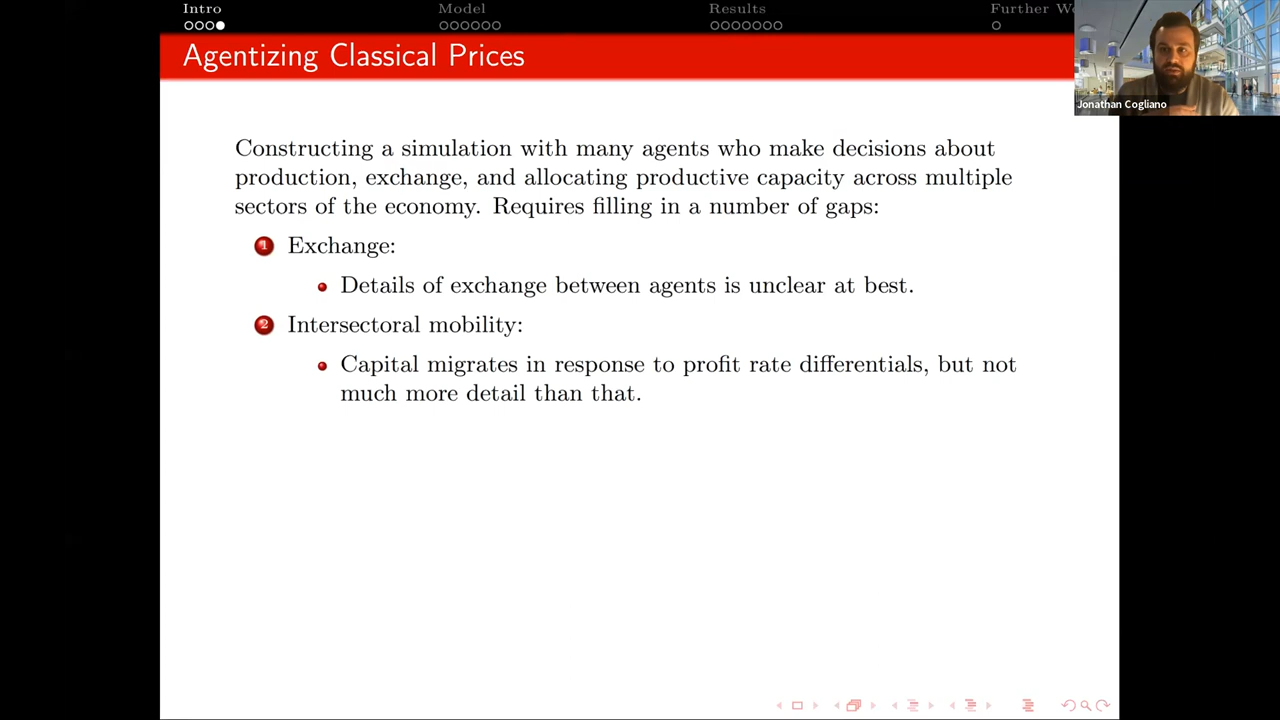 Intro
Model
Results
Further Wo
Agentizing Classical Prices
Jonathan Cogliano
Constructing a simulation with many agents who make decisions about
production, exchange, and allocating productive capacity across multiple
sectors of the economy. Requires filling in a number of gaps:
1 Exchange:
Details of exchange between agents is unclear at best.
2 Intersectoral mobility:
Capital migrates in response to profit rate differentials, but not
much more detail than that.